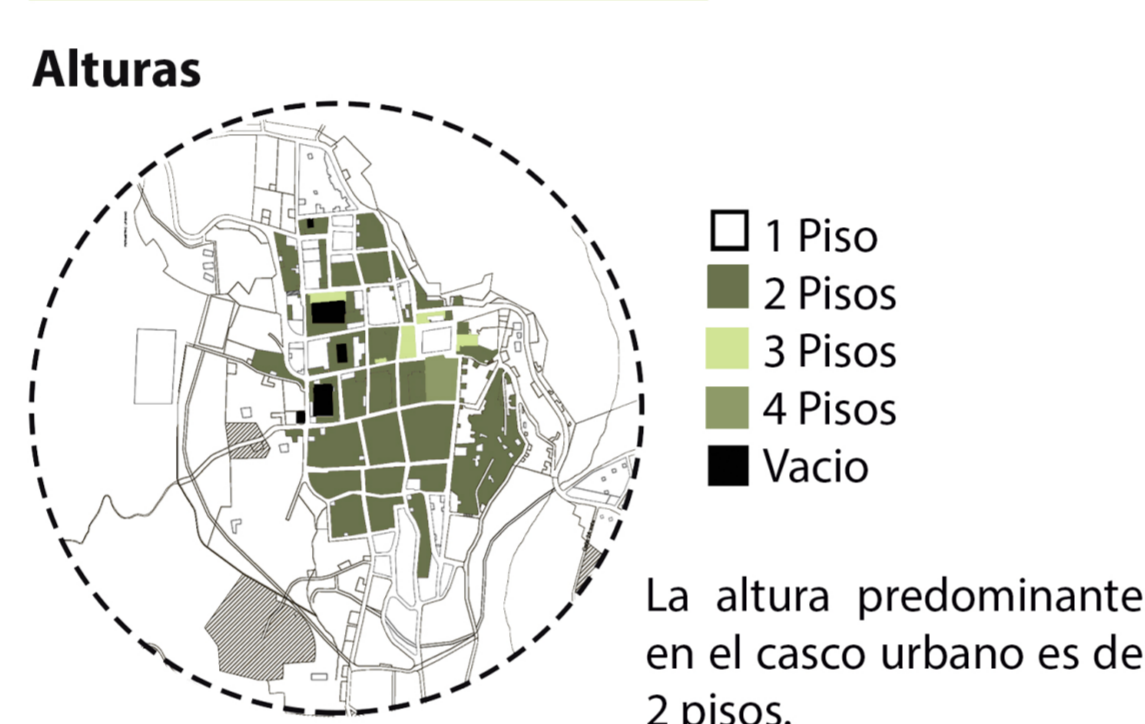 Alturas
1 Piso
2 Pisos
3 Pisos
4 Pisos
Vacio
La altura predominante
en el casco urbano es de
2 pisos.